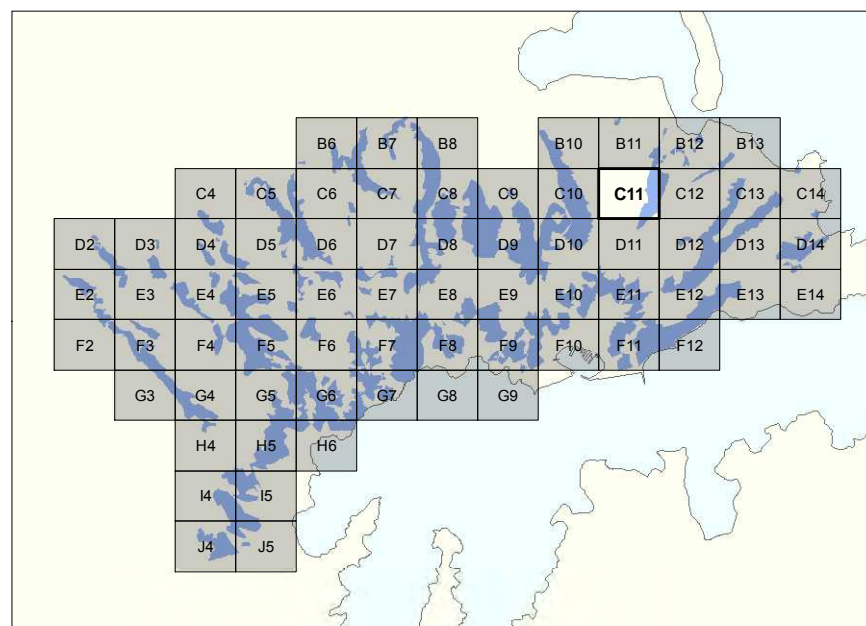 B6 B7 B8 B10 B11 B12 B13
C4 C5 C6 C7 C8 C9 C10 C11 C12 C13 C14
D2 D3 D4 D5 D6 D7 D8 D9 D10 D11 D12 D13 D14
E2 E3 E4 E5 E6 E7 E8 E9 E10 E11 E12 E13 E14
F2 F3 F4 F5 F6 F7 F8 F9 F10 F11 F12
G3 G4 G5 G6 G7 G8 G9
H4 H5 H6
I4 I5
J4 J5